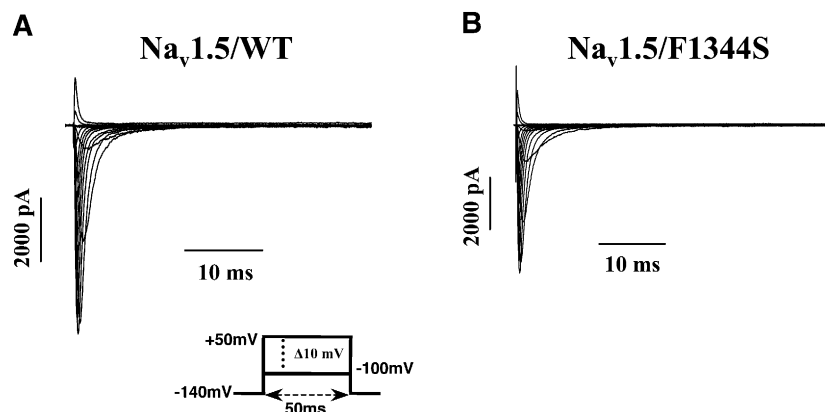 A
Nav1.5/WT
2000 pA
10 ms
+50mV
Δ10 mV
-100mV
-140mV
50ms
B
Nav1.5/F1344S
2000 pA
10 ms